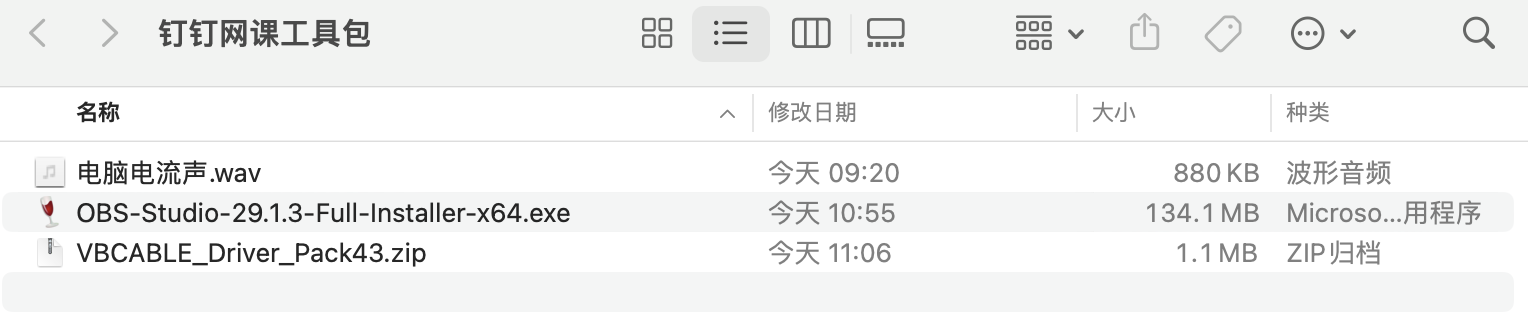 钉钉网课工具包
名称 修改日期 大小 种类
电脑电流声.wav 今天 09:20 880 KB 波形音频
OBS-Studio-29.1.3-Full-Installer-x64.exe 今天 10:55 134.1 MB Microso...用程序
VBCABLE_Driver_Pack43.zip 今天 11:06 1.1 MB ZIP归档